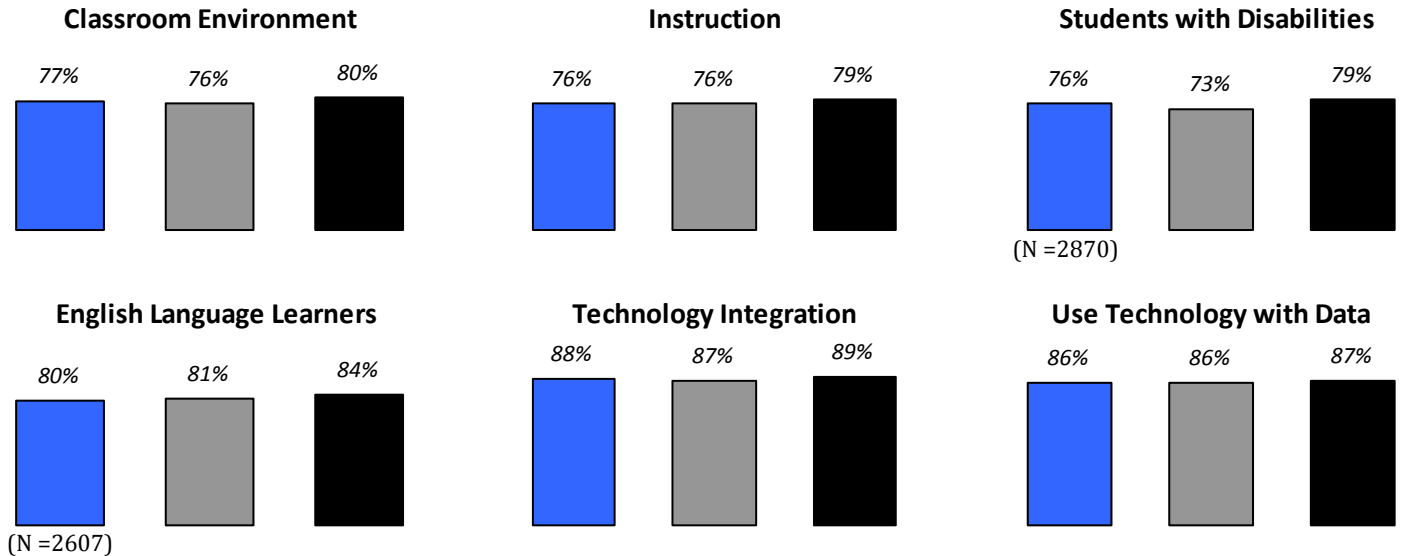 Classroom Environment
77% 76% 80%
Instruction
76% 76% 79%
Students with Disabilities
76% 73% 79%
(N =2870)
English Language Learners
80% 81% 84%
(N =2607)
Technology Integration
88% 87% 89%
Use Technology with Data
86% 86% 87%